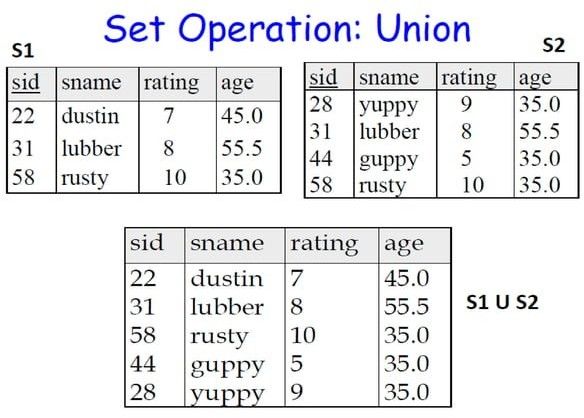 Set Operation: Union
S1
sid sname rating age
22 dustin 7 45.0
31 lubber 8 55.5
58 rusty 10 35.0
S2
sid sname rating age
28 yuppy 9 35.0
31 lubber 8 55.5
44 guppy 5 35.0
58 rusty 10 35.0
sid sname rating age
22 dustin 7 45.0
31 lubber 8 55.5
58 rusty 10 35.0
44 guppy 5 35.0
28 yuppy 9 35.0
S1 U S2